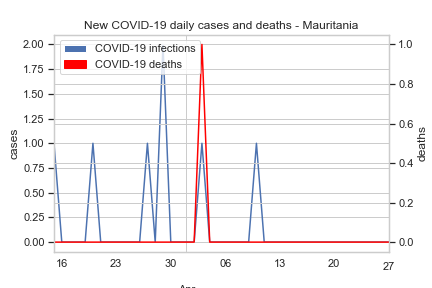 New COVID-19 daily cases and deaths - Mauritania
COVID-19 infections
COVID-19 deaths
cases
2.00
1.75
1.50
1.25
1.00
0.75
0.50
0.25
0.00
1.0
0.8
0.6
0.4
0.2
0.0
deaths
16 23 30 06 13 20 27
Apr